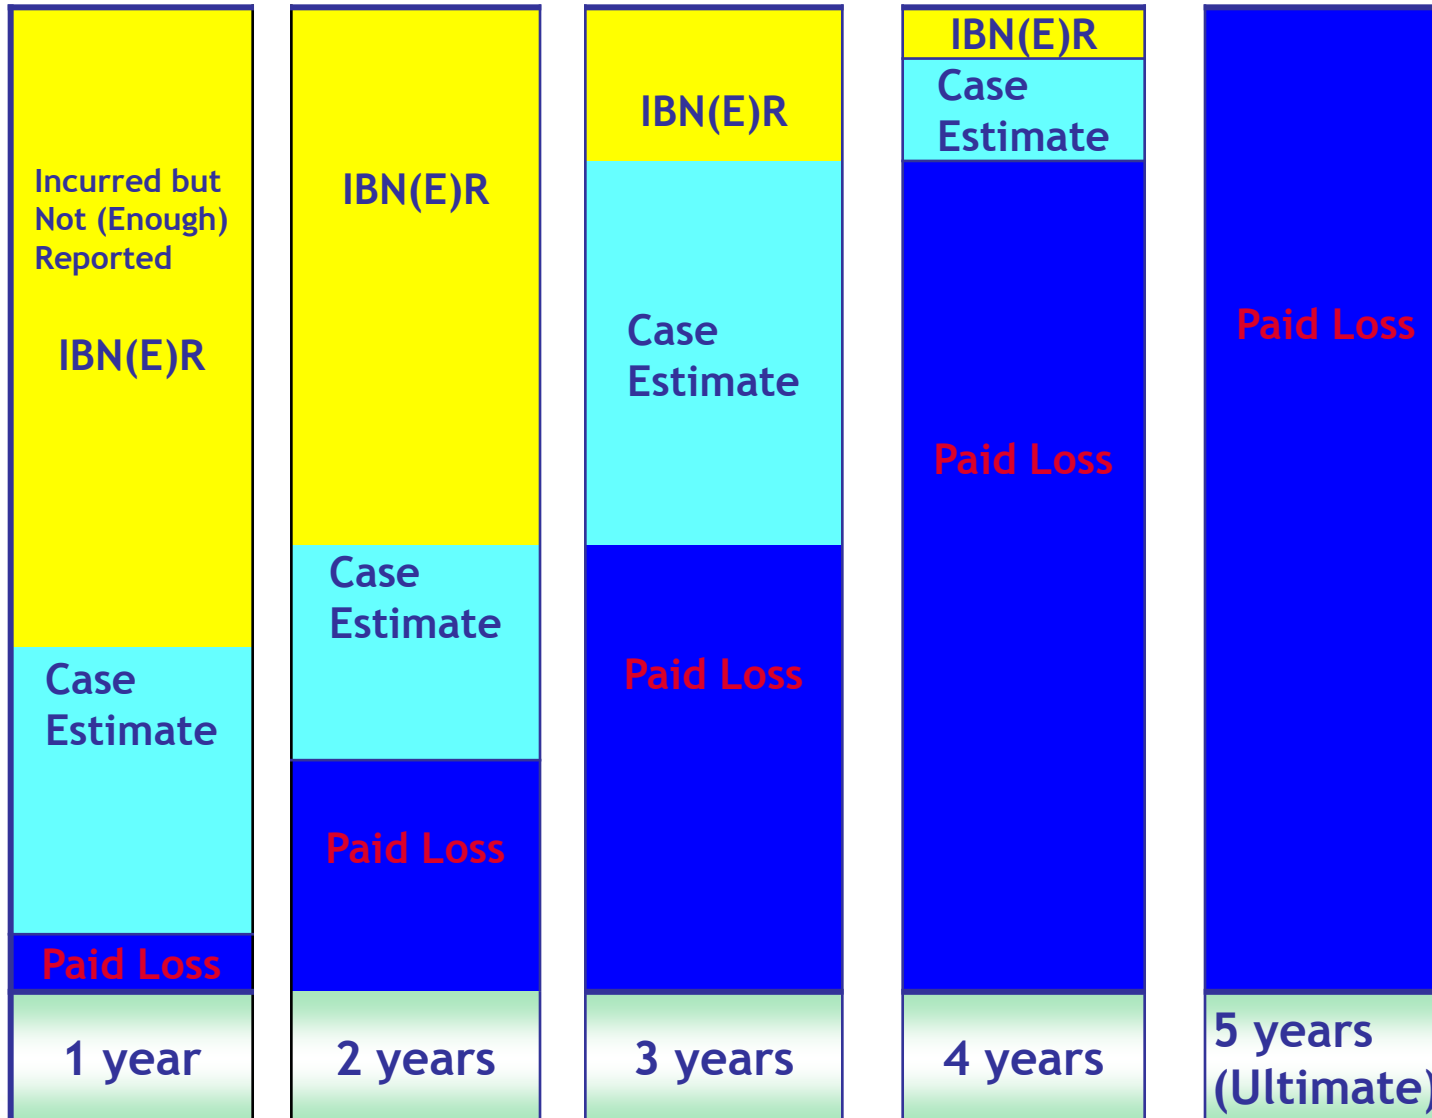 Incurred but
Not (Enough)
Reported
IBN(E)R
Case
Estimate
Paid Loss
1 year
IBN(E)R
Case
Estimate
Paid Loss
2 years
IBN(E)R
Case
Estimate
Paid Loss
3 years
IBN(E)R
Case
Estimate
Paid Loss
4 years
Paid Loss
5 years
(Ultimate)